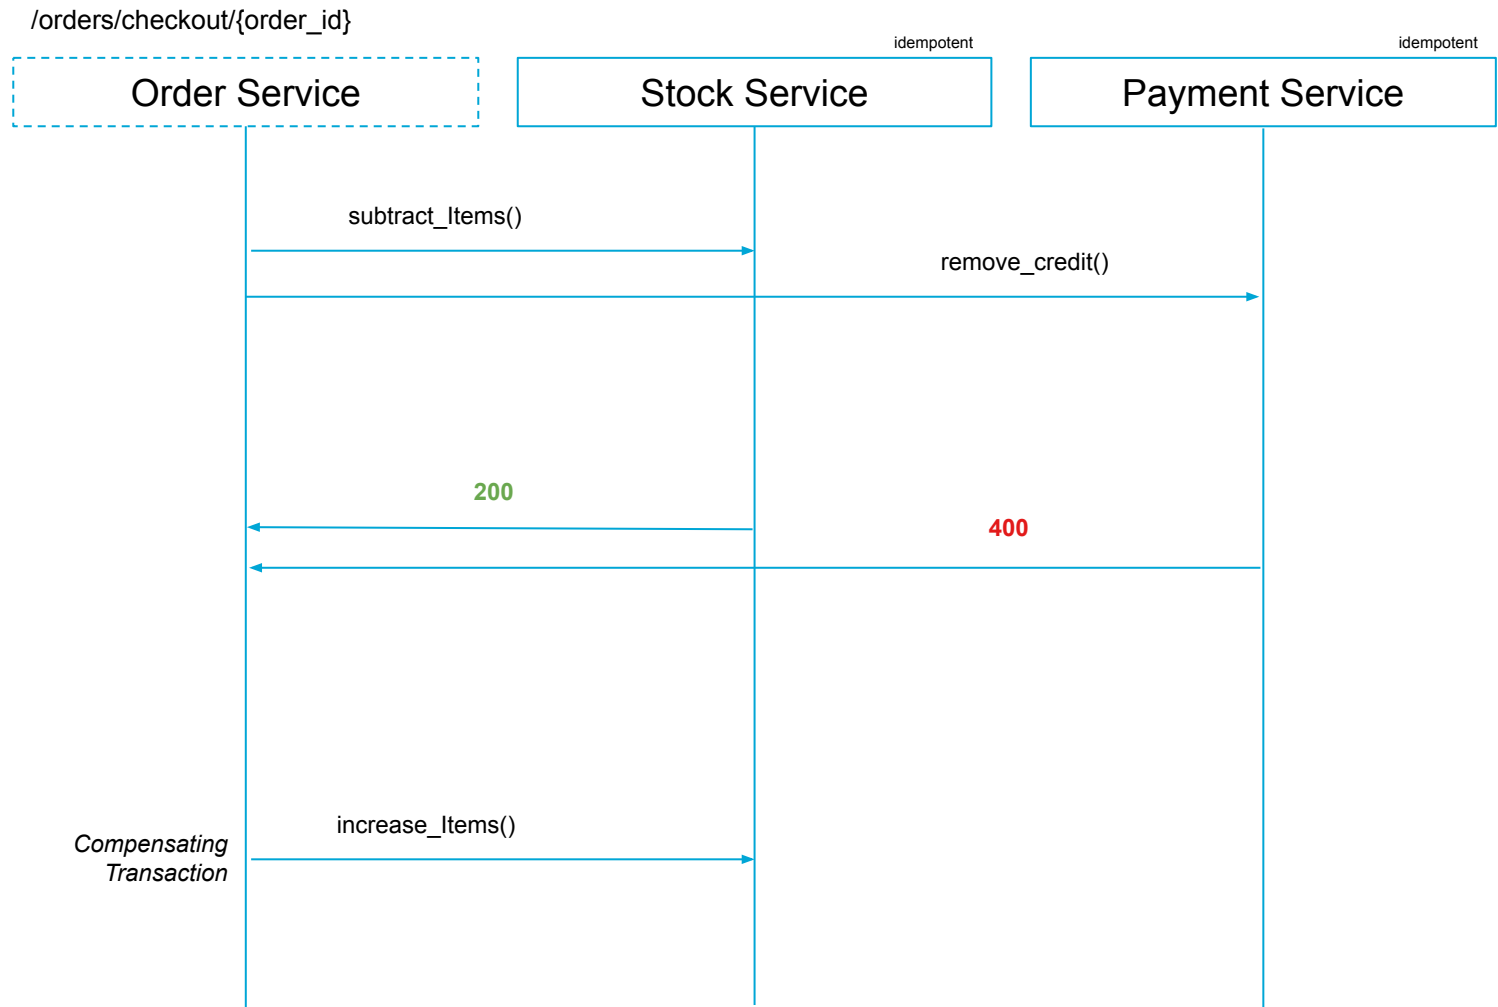 /orders/checkout/{order_id}
idempotent
idempotent
Order Service
Stock Service
Payment Service
subtract_Items()
remove_credit()
200
400
increase_Items()
Compensating
Transaction